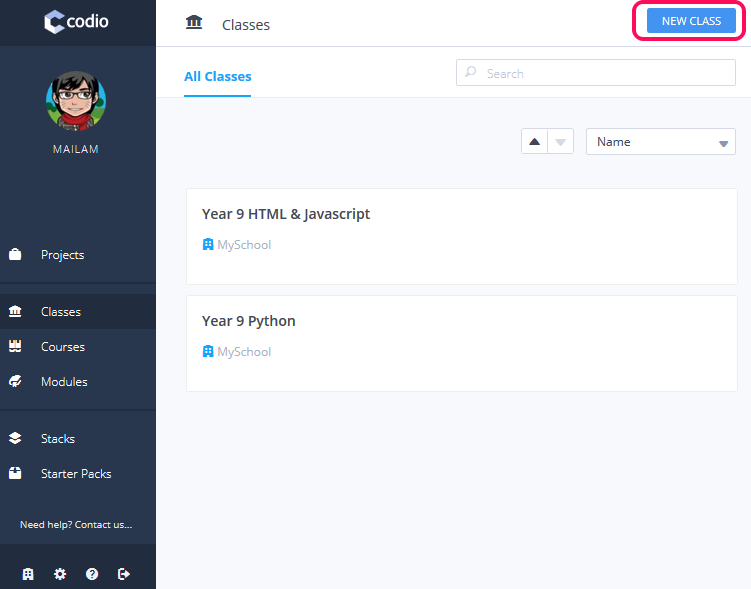 codio
Classes
NEW CLASS
All Classes
Search
MAILAM
Name
Year 9 HTML & Javascript
MySchool
Projects
Classes
Year 9 Python
Courses
MySchool
Modules
Stacks
Starter Packs
Need help? Contact us...